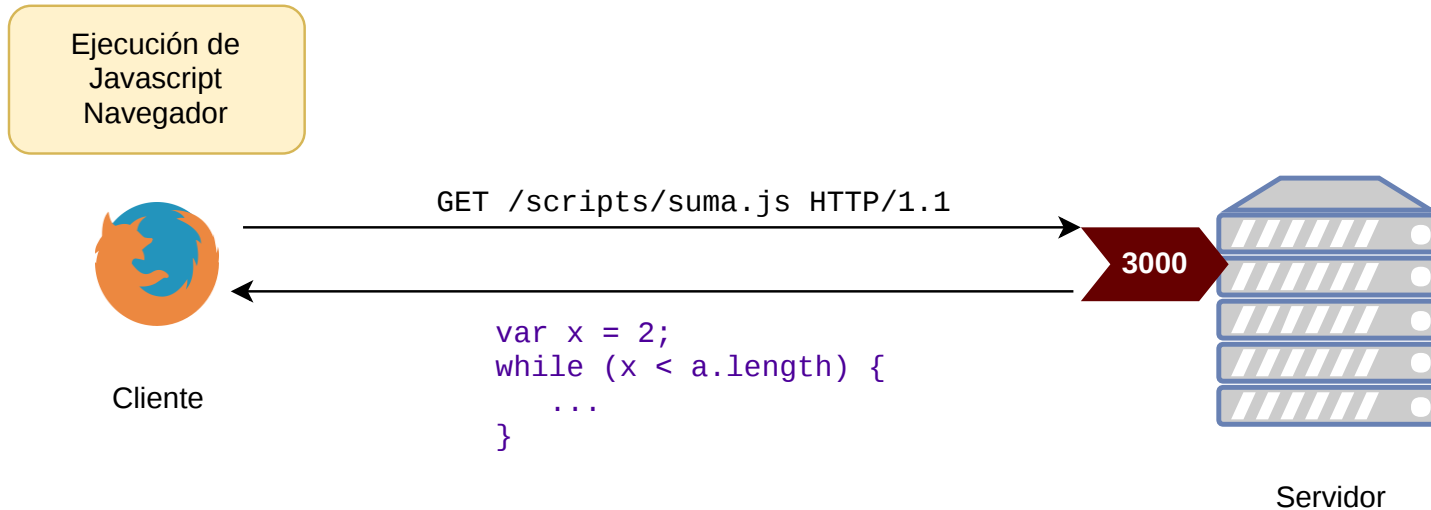 Ejecución de
Javascript
Navegador
GET /scripts/suma.js HTTP/1.1
3000
var x = 2;
while (x < a.length) {
   ...
}
Cliente
Servidor